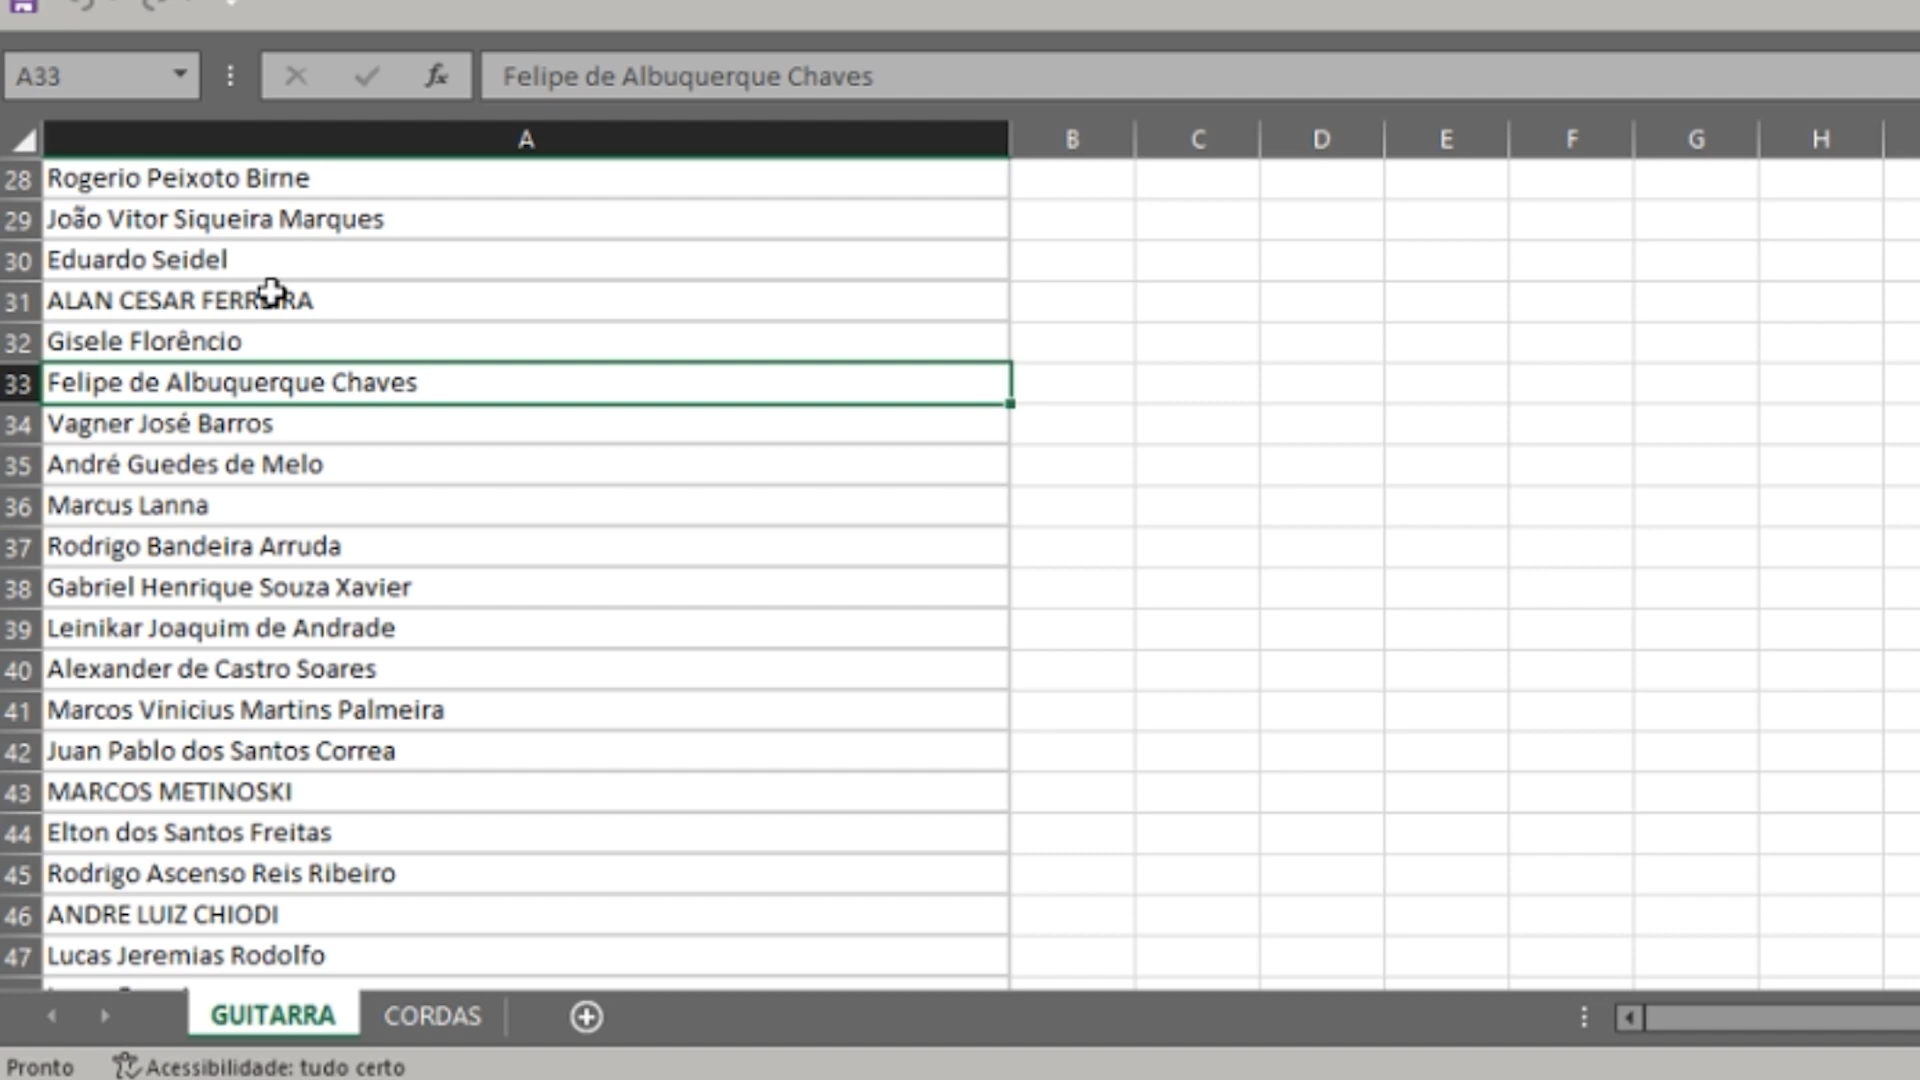 A33
fx
Felipe de Albuquerque Chaves
A B C D E F G H
28 Rogerio Peixoto Birne
29 João Vitor Siqueira Marques
30 Eduardo Seidel
31 ALAN CESAR FERREIRA
32 Gisele Florêncio
33 Felipe de Albuquerque Chaves
34 Vagner José Barros
35 André Guedes de Melo
36 Marcus Lanna
37 Rodrigo Bandeira Arruda
38 Gabriel Henrique Souza Xavier
39 Leinikar Joaquim de Andrade
40 Alexander de Castro Soares
41 Marcos Vinicius Martins Palmeira
42 Juan Pablo dos Santos Correa
43 MARCOS METINOSKI
44 Elton dos Santos Freitas
45 Rodrigo Ascenso Reis Ribeiro
46 ANDRE LUIZ CHIODI
47 Lucas Jeremias Rodolfo
GUITARRA CORDAS
Pronto Acessibilidade: tudo certo